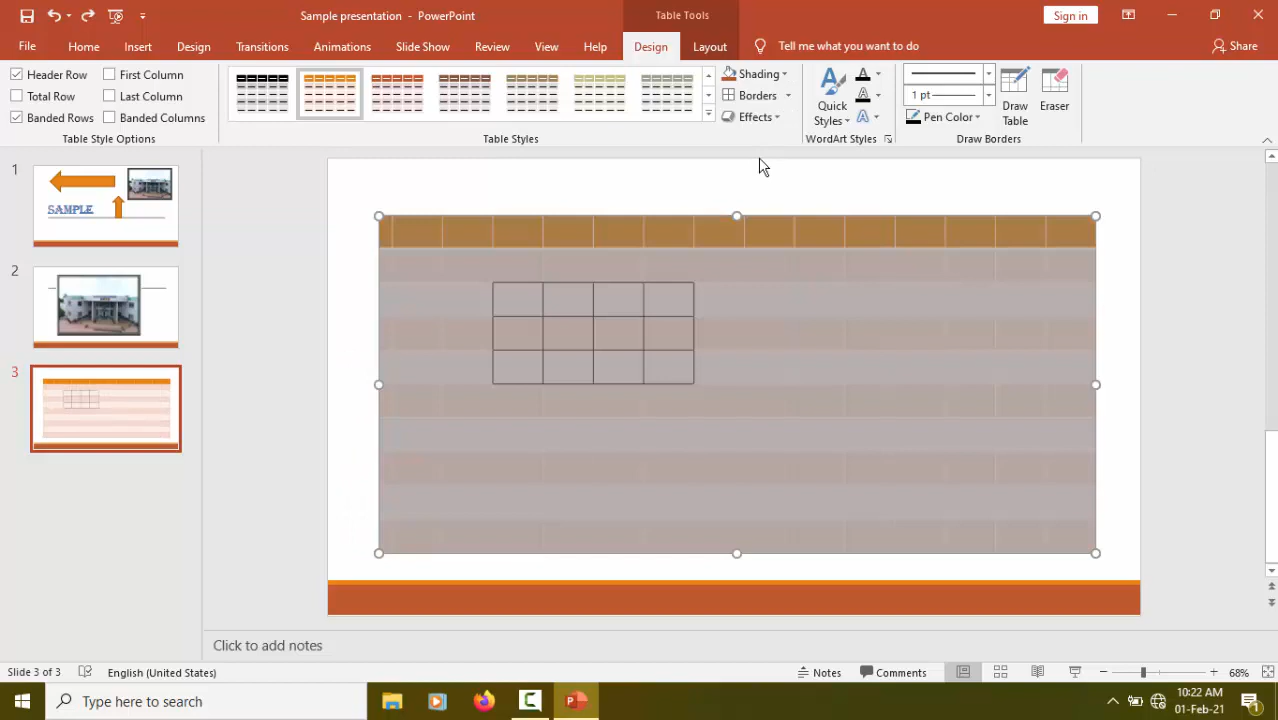 Sample presentation - PowerPoint
Table Tools
Sign in
File
Home
Insert
Design
Transitions
Animations
Slide Show
Review
View
Help
Design
Layout
Tell me what you want to do
Share
Header Row
First Column
Total Row
Last Column
Banded Rows
Banded Columns
Table Style Options
Table Styles
Shading
Borders
Effects
Quick
Styles
A
A
A
WordArt Styles
1 pt
Pen Color
Draw
Table
Eraser
Draw Borders
1
SAMPLE
2
3
Click to add notes
Slide 3 of 3
English (United States)
Notes
Comments
68%
Type here to search
10:22 AM
01-Feb-21
1